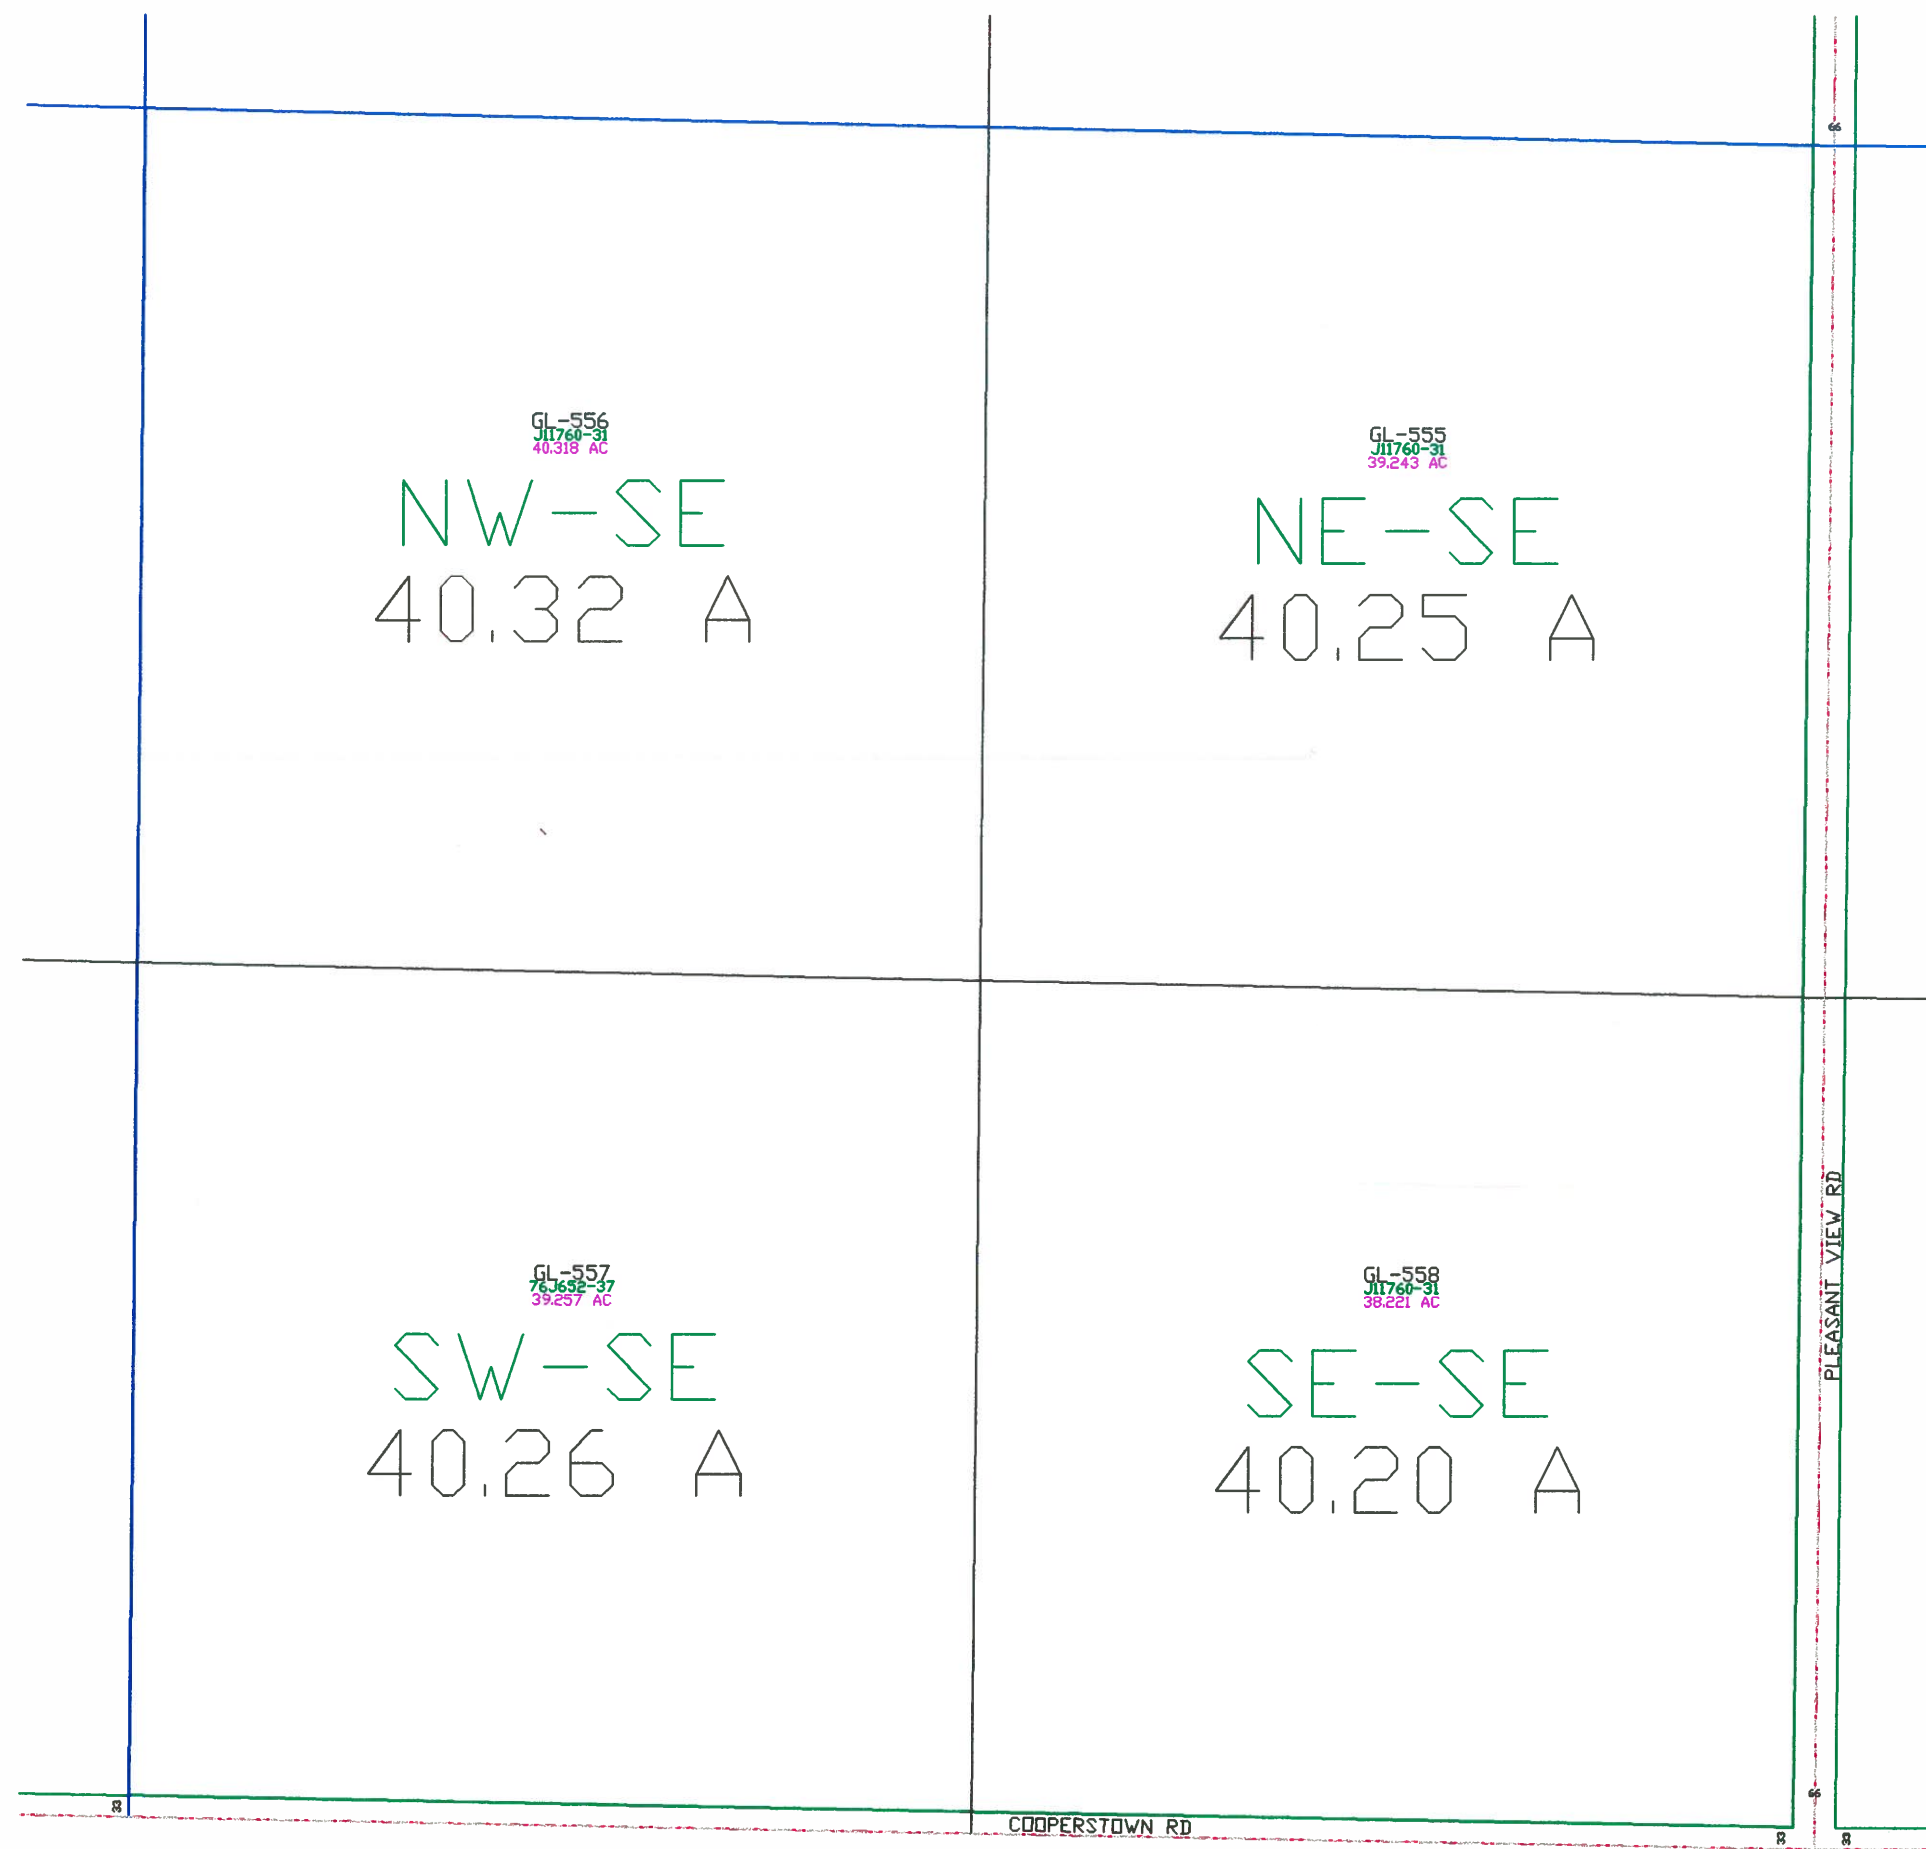 66
GL-556
J11760-31
40.318 AC
NW-SE
40.32 A
GL-555
J11760-31
39.243 AC
NE-SE
40.25 A
GL-557
76J652-37
39.257 AC
SW-SE
40.26 A
GL-558
J11760-31
38.221 AC
SE-SE
40.20 A
PLEASANT VIEW RD
66
33
COOPERSTOWN RD
33
33